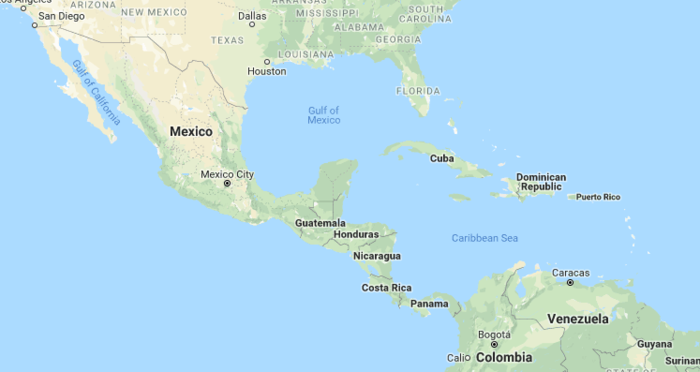 ARIZONA
NEW MEXICO
San Diego
Dallas
MISSISSIPPI
SOUTH
CAROLINA
ALABAMA
TEXAS
GEORGIA
LOUISIANA
Houston
Gulf of California
FLORIDA
Gulf of
Mexico
Mexico
Cuba
Mexico City
Dominican
Republic
Puerto Rico
Guatemala
Honduras
Caribbean Sea
Nicaragua
Caracas
Costa Rica
Panama
Venezuela
Bogotá
Guyana
Cali
Colombia
Surinan